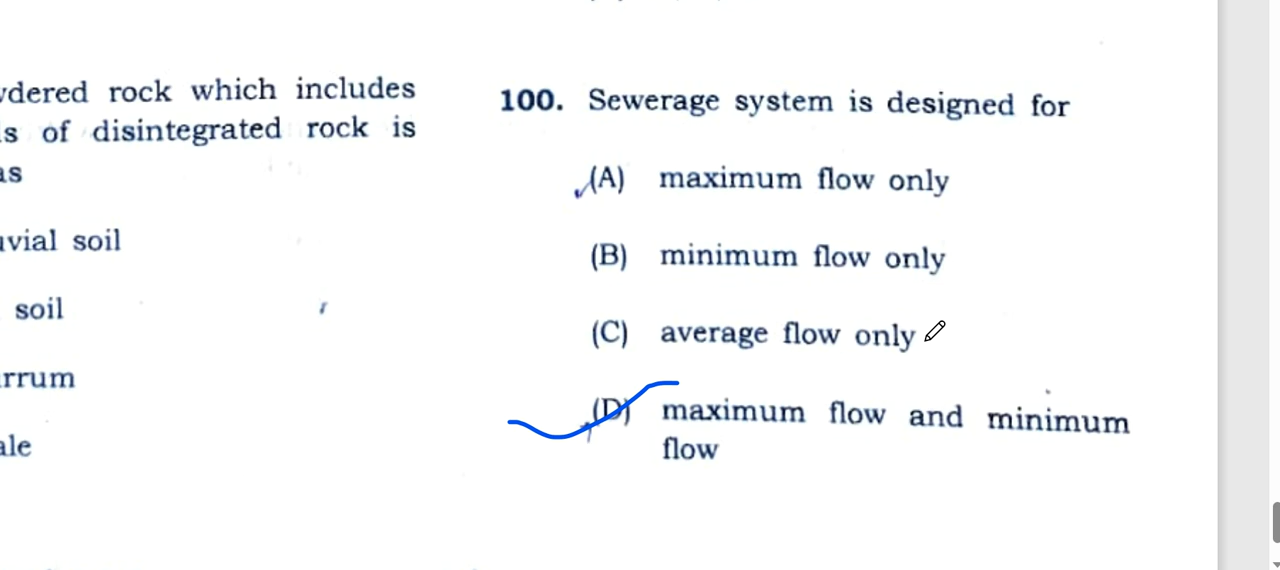 dered rock which includes
s of disintegrated rock is
as
vial soil
soil
rrum
ale
100. Sewerage system is designed for
(A) maximum flow only
(B) minimum flow only
(C) average flow only
(D) maximum flow and minimum
flow